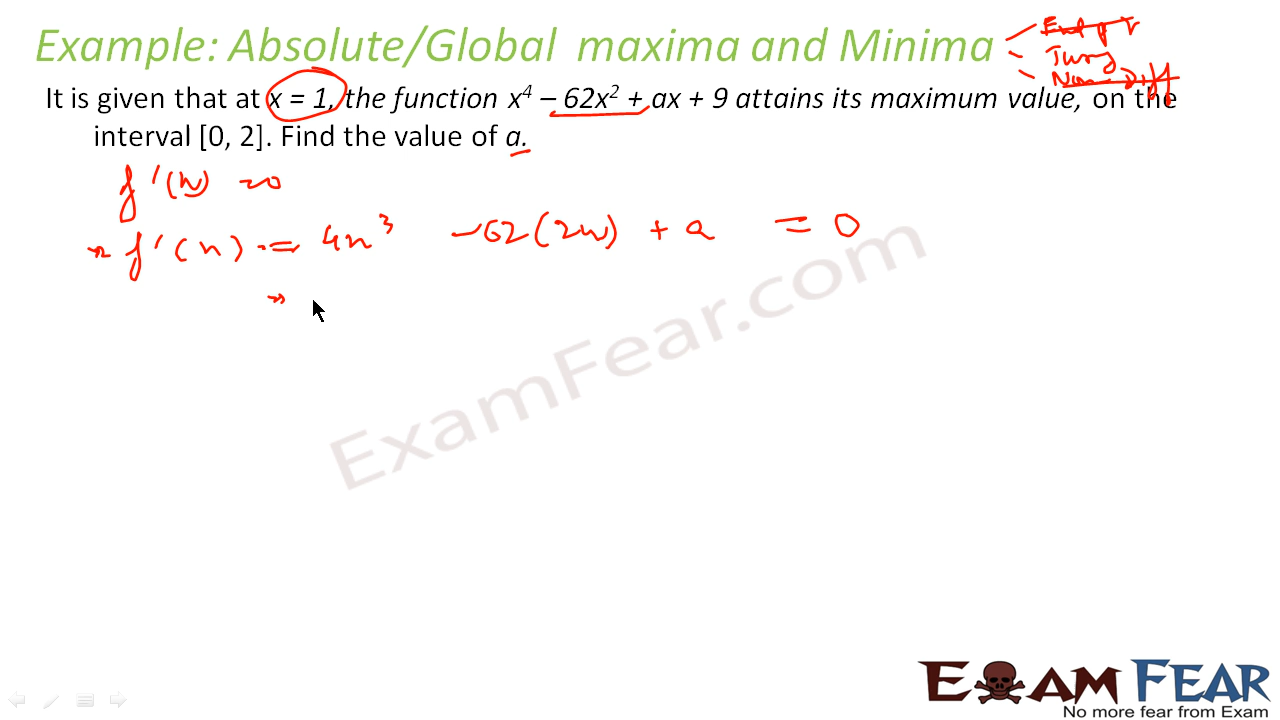 Example: Absolute/Global maxima and Minima
It is given that at x = 1, the function x⁴ – 62x² + ax + 9 attains its maximum value, on the
interval [0, 2]. Find the value of a.
f'(x) = 0
f'(x) = 4x³ – 62(2x) + a = 0
ExamFear.com
EXAM FEAR
No more fear from Exam